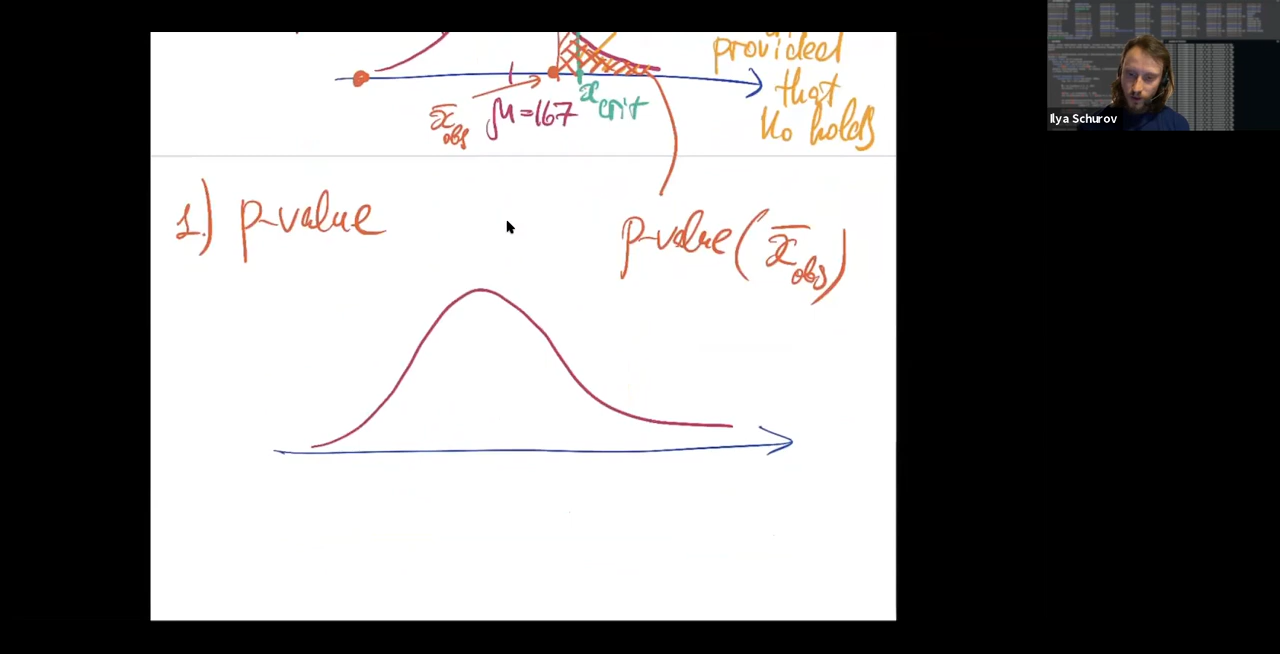 provided
that
H₀ holds
x̄obs
μ=167
xcrit
1.) p-value
p-value(x̄obs)
Ilya Schurov